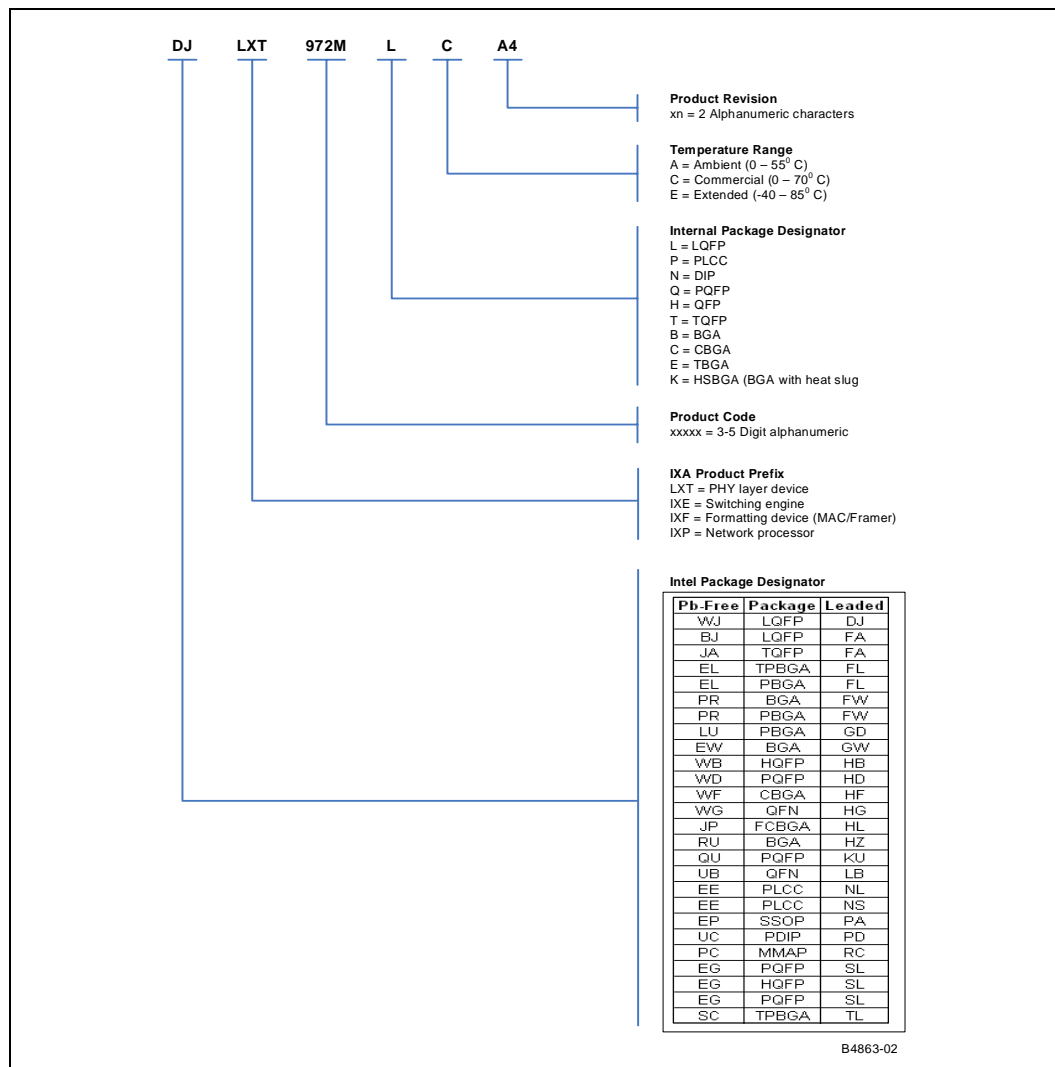 DJ LXT 972M L C A4
Product Revision
xn = 2 Alphanumeric characters
Temperature Range
A = Ambient (0 – 55⁰ C)
C = Commercial (0 – 70⁰ C)
E = Extended (-40 – 85⁰ C)
Internal Package Designator
L = LQFP
P = PLCC
N = DIP
Q = PQFP
H = QFP
T = TQFP
B = BGA
C = CBGA
E = TBGA
K = HSBGA (BGA with heat slug
Product Code
xxxxx = 3-5 Digit alphanumeric
IXA Product Prefix
LXT = PHY layer device
IXE = Switching engine
IXF = Formatting device (MAC/Framer)
IXP = Network processor
Intel Package Designator
Pb-Free Package Leaded
WJ LQFP DJ
BJ LQFP FA
JA TQFP FA
EL TPBGA FL
EL PBGA FL
PR BGA FW
PR PBGA FW
LU PBGA GD
EW BGA GW
WB HQFP HB
WD PQFP HD
WF CBGA HF
WG QFN HG
JP FCBGA HL
RU BGA HZ
QU PQFP KU
UB QFN LB
EE PLCC NL
EE PLCC NS
EP SSOP PA
UC PDIP PD
PC MMAP RC
EG PQFP SL
EG HQFP SL
EG PQFP SL
SC TPBGA TL
B4863-02